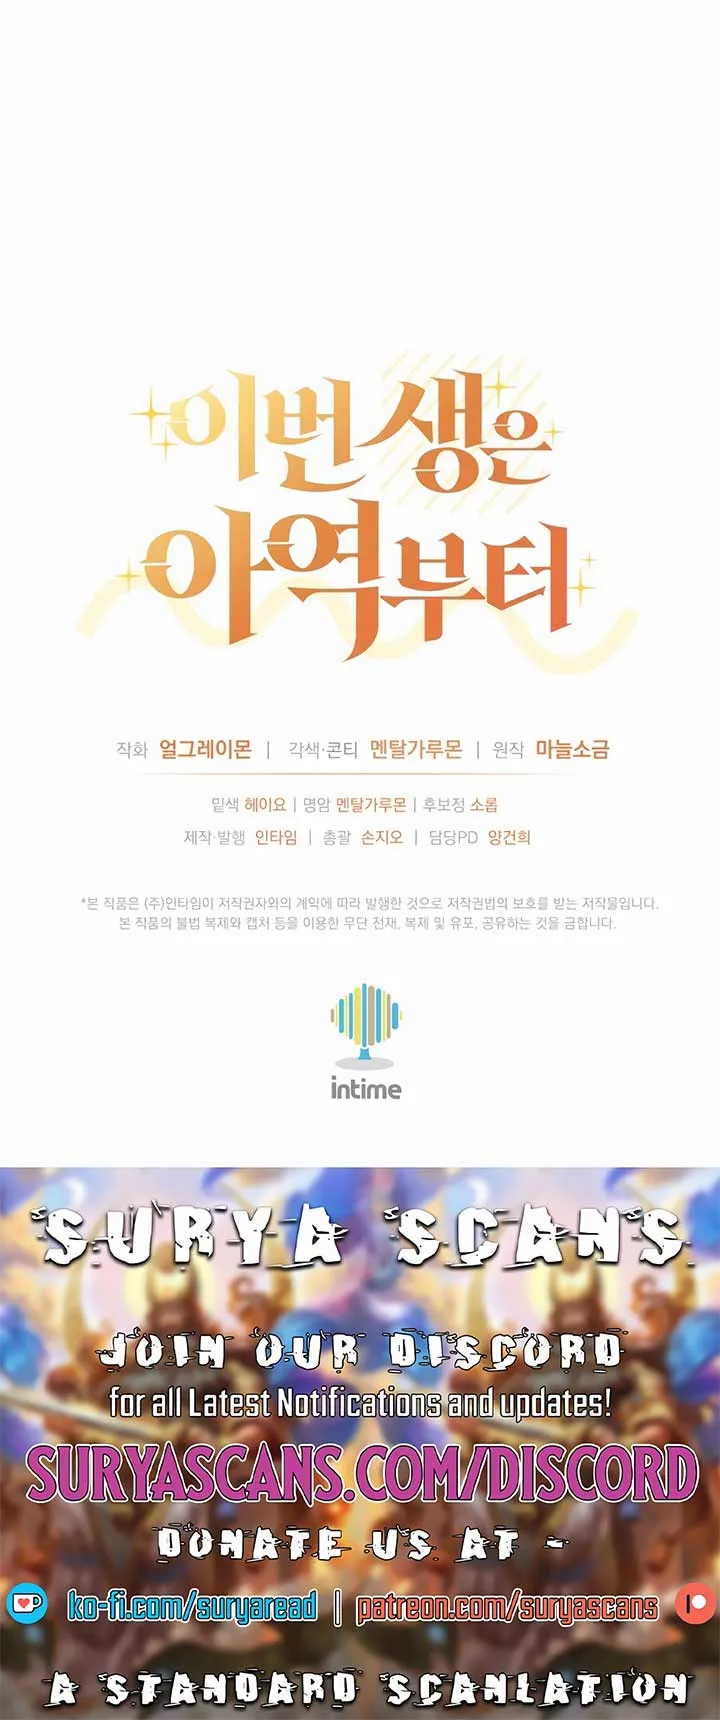 이번 생은
아역부터
작화 얼그레이몬 | 각색·콘티 멘탈가루몬 | 원작 마늘소금
밑색 헤이요 | 명암 멘탈가루몬 | 후보정 소롭
제작·발행 인타임 | 총괄 손지오 | 담당PD 양건희
*본 작품은 (주)인타임이 저작권자와의 계약에 따라 발행한 것으로 저작권법의 보호를 받는 저작물입니다.
본 작품의 불법 복제와 캡처 등을 이용한 무단 전재, 복제 및 유포, 공유하는 것을 금합니다.
intime
SURYA SCANS
JOIN OUR DISCORD
for all Latest Notifications and updates!
SURYASCANS.COM/DISCORD
DONATE US AT -
ko-fi.com/suryaread | patreon.com/suryascans
A STANDARD SCANLATION